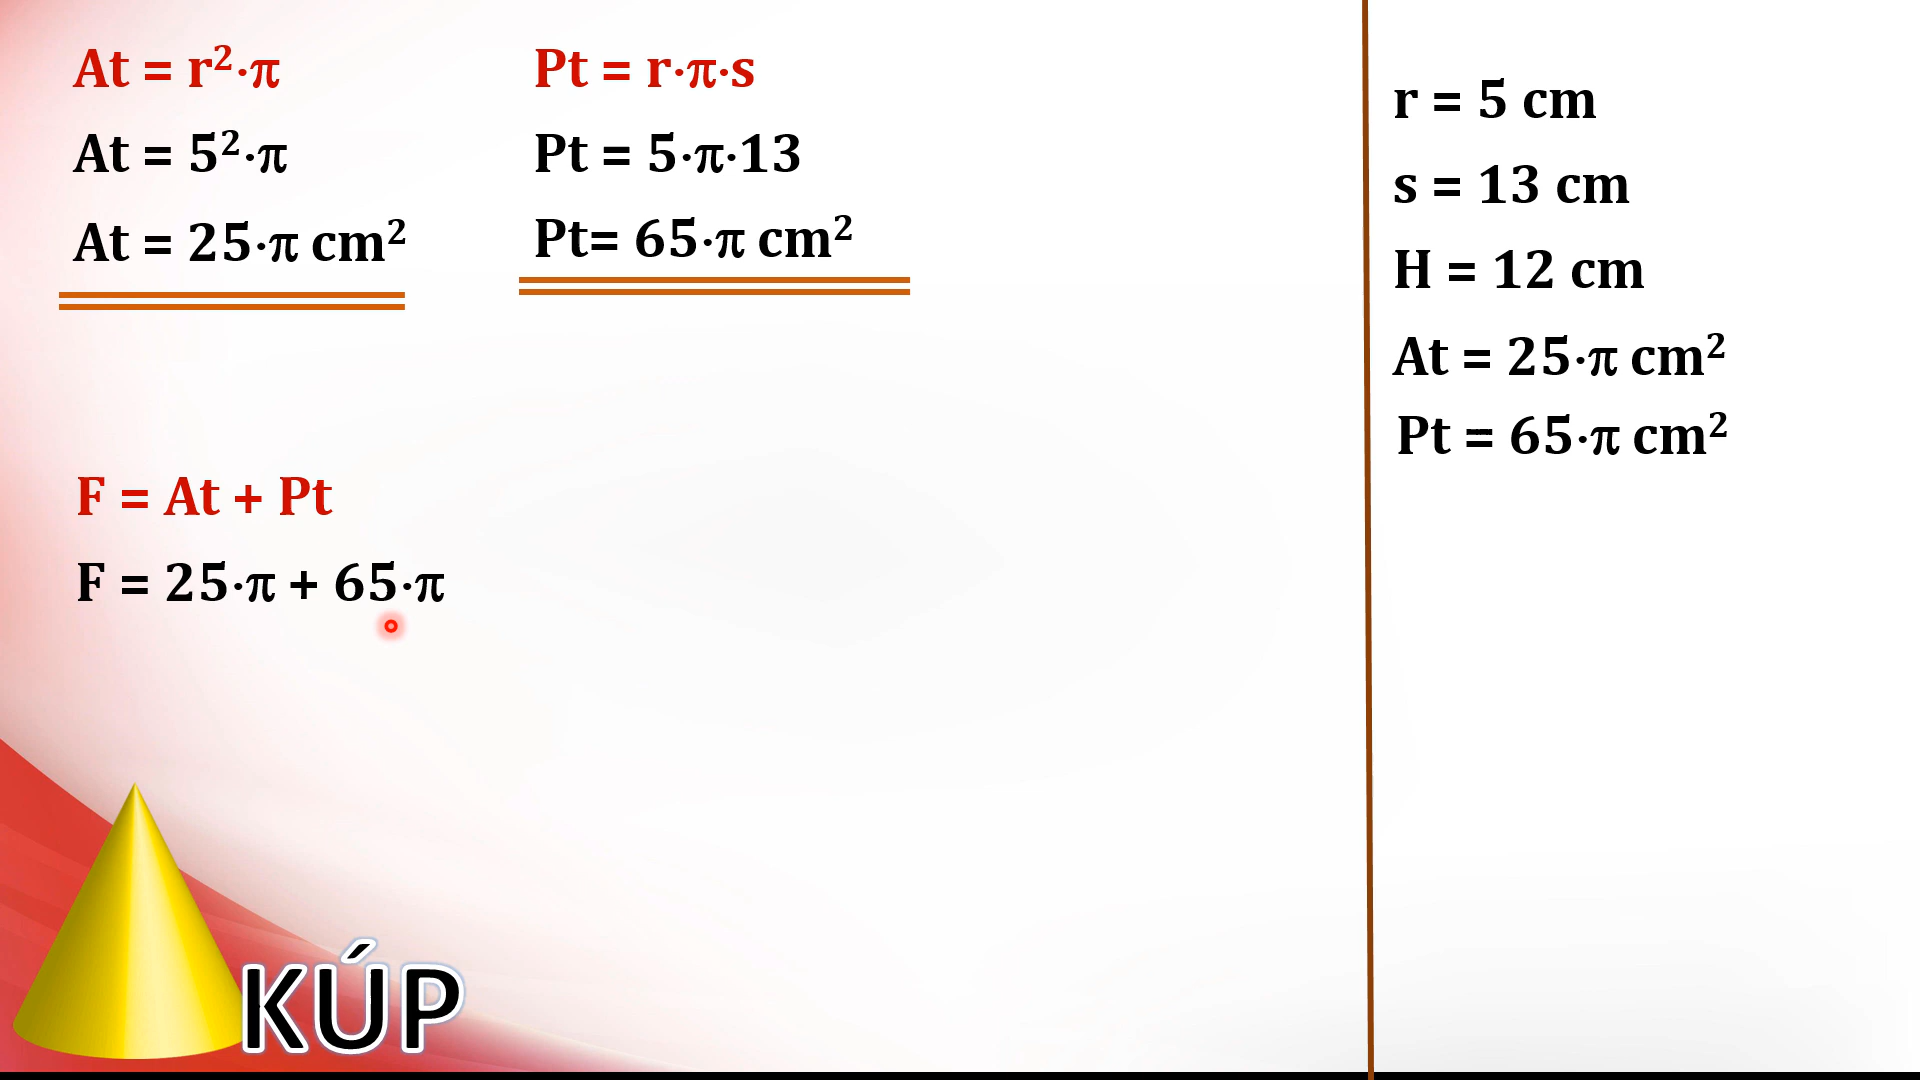 At = r²·π
At = 5²·π
At = 25·π cm²
Pt = r·π·s
Pt = 5·π·13
Pt= 65·π cm²
F = At + Pt
F = 25·π + 65·π
KÚP
r = 5 cm
s = 13 cm
H = 12 cm
At = 25·π cm²
Pt = 65·π cm²